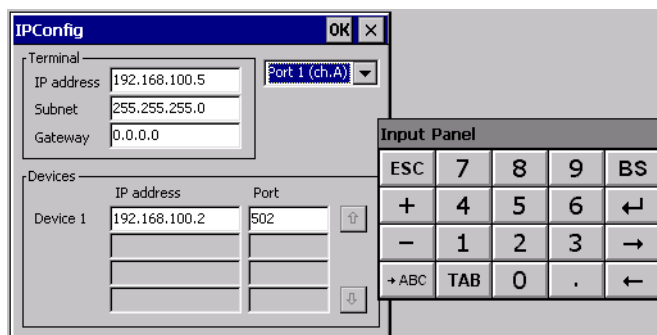 IPConfig OK ×
Terminal
IP address 192.168.100.5 Port 1 (ch.A)
Subnet 255.255.255.0
Gateway 0.0.0.0
Devices
IP address Port
Device 1 192.168.100.2 502
Input Panel
ESC 7 8 9 BS
+ 4 5 6 ↵
− 1 2 3 →
→ABC TAB 0 . ←